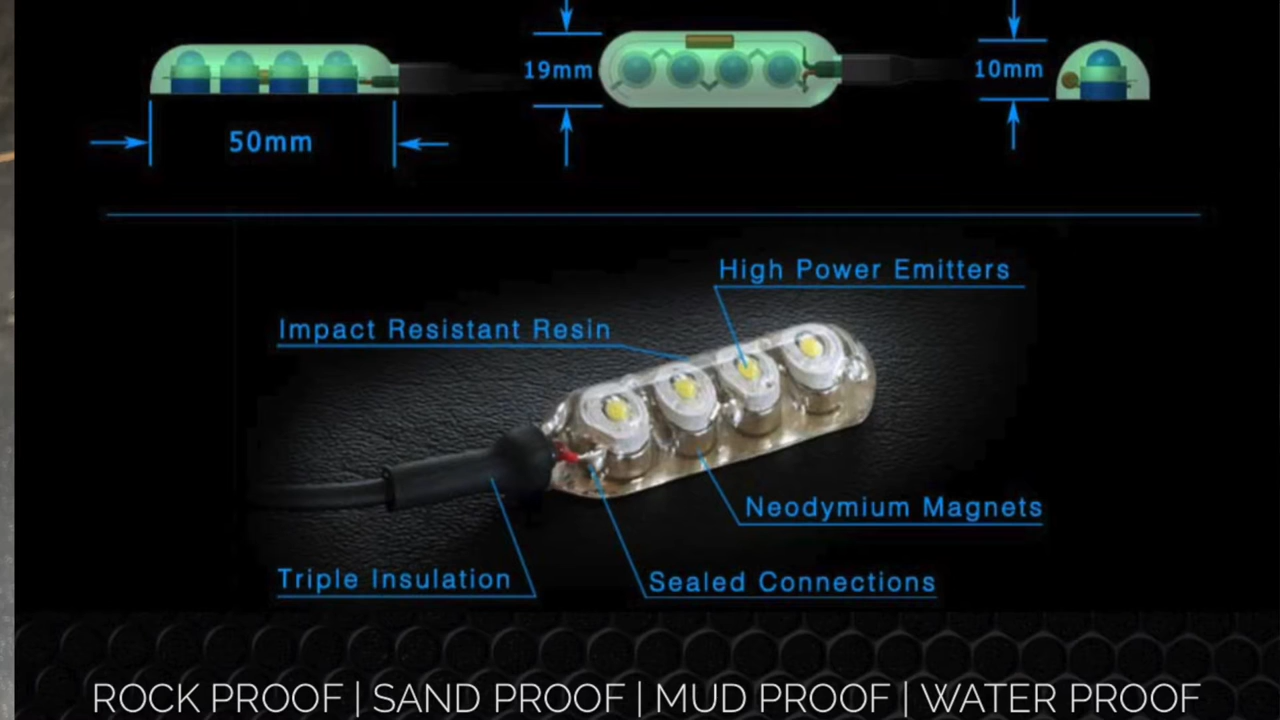 19mm
10mm
50mm
High Power Emitters
Impact Resistant Resin
Neodymium Magnets
Triple Insulation
Sealed Connections
ROCK PROOF | SAND PROOF | MUD PROOF | WATER PROOF